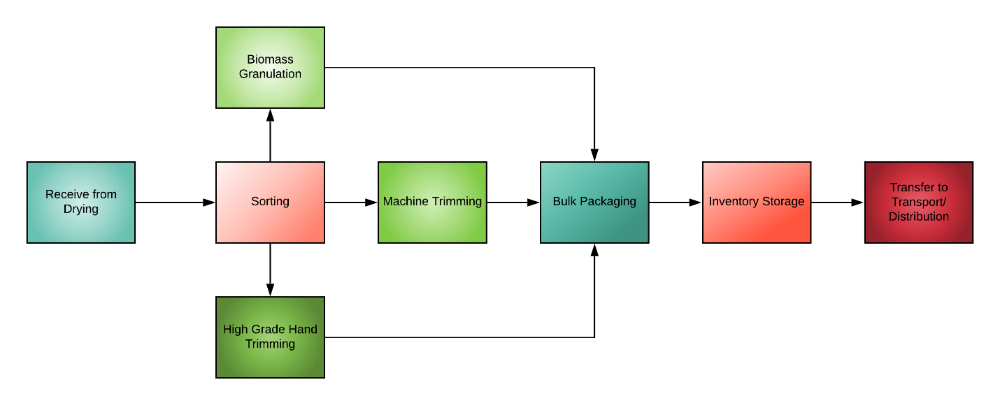 Biomass
Granulation
Receive from
Drying
Sorting
Machine Trimming
Bulk Packaging
Inventory Storage
Transfer to
Transport/
Distribution
High Grade Hand
Trimming